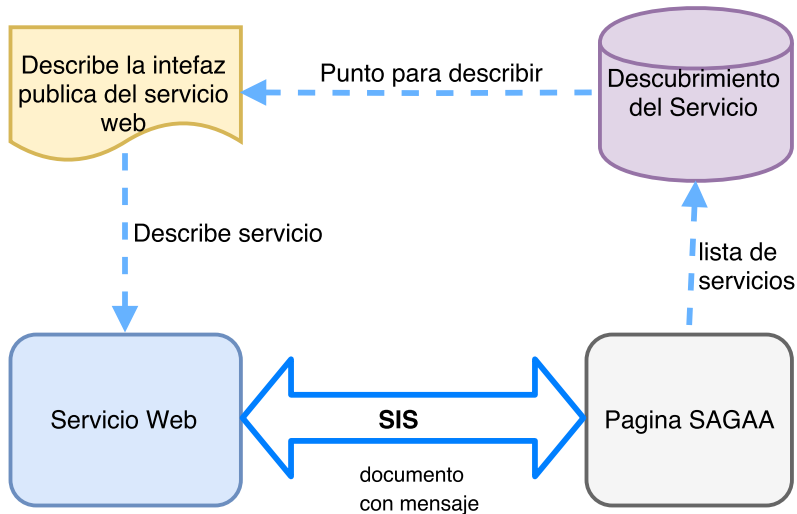 Describe la intefaz
publica del servicio
web
Punto para describir
Descubrimiento
del Servicio
Describe servicio
lista de
servicios
Servicio Web
SIS
Pagina SAGAA
documento
con mensaje